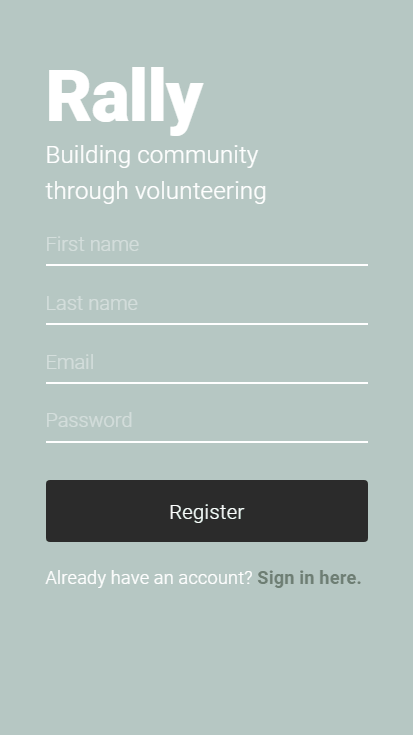 Rally
Building community
through volunteering
First name
Last name
Email
Password
Register
Already have an account? Sign in here.